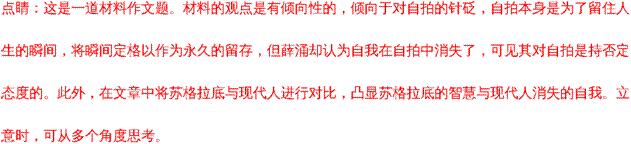 点睛：这是一道材料作文题。材料的观点是有倾向性的，倾向于对自拍的针砭，自拍本身是为了留住人
生的瞬间，将瞬间定格以作为永久的留存，但薛涌却认为自我在自拍中消失了，可见其对自拍是持否定
态度的。此外，在文章中将苏格拉底与现代人进行对比，凸显苏格拉底的智慧与现代人消失的自我。立
意时，可从多个角度思考。